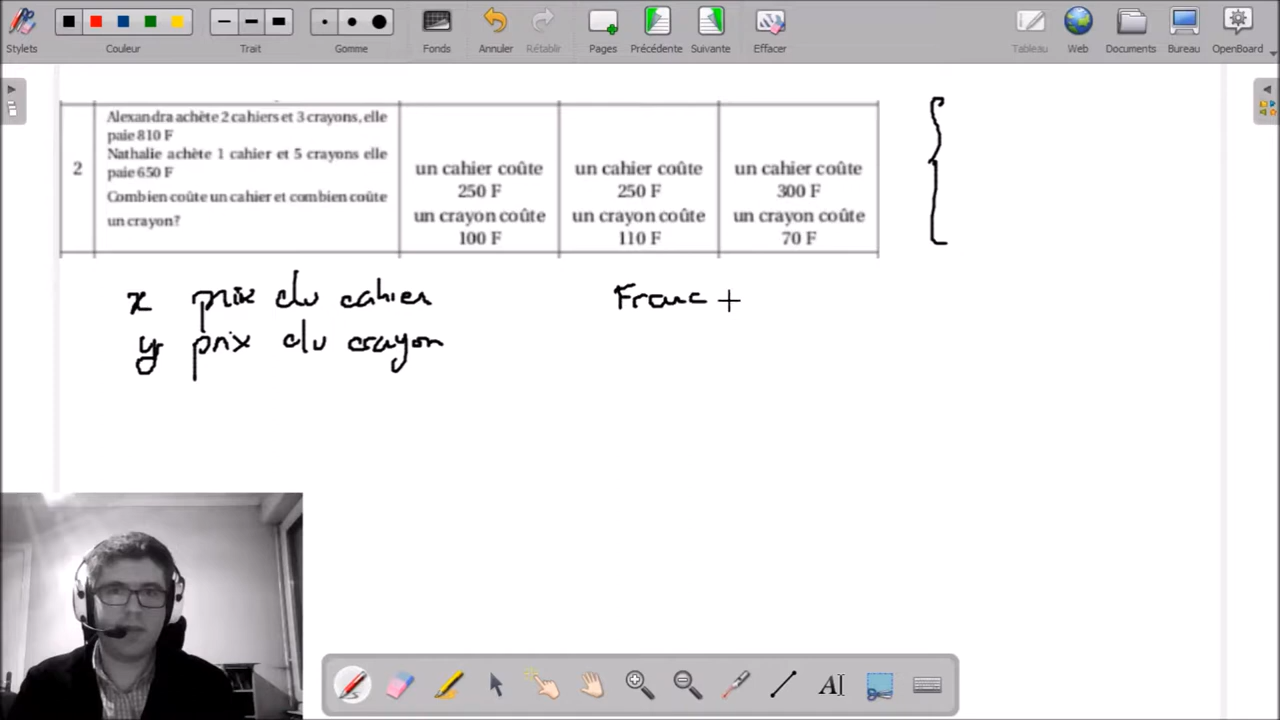 Stylets
Couleur
Trait
Gomme
Fonds
Annuler
Rétablir
Pages
Précédente
Suivante
Effacer
Tableau
Web
Documents
Bureau
OpenBoard
2
Alexandra achète 2 cahiers et 3 crayons, elle
paie 810 F
Nathalie achète 1 cahier et 5 crayons elle
paie 650 F
Combien coûte un cahier et combien coûte
un crayon?
un cahier coûte
250 F
un crayon coûte
100 F
un cahier coûte
250 F
un crayon coûte
110 F
un cahier coûte
300 F
un crayon coûte
70 F
x prix du cahier
y prix du crayon
Franc
AI